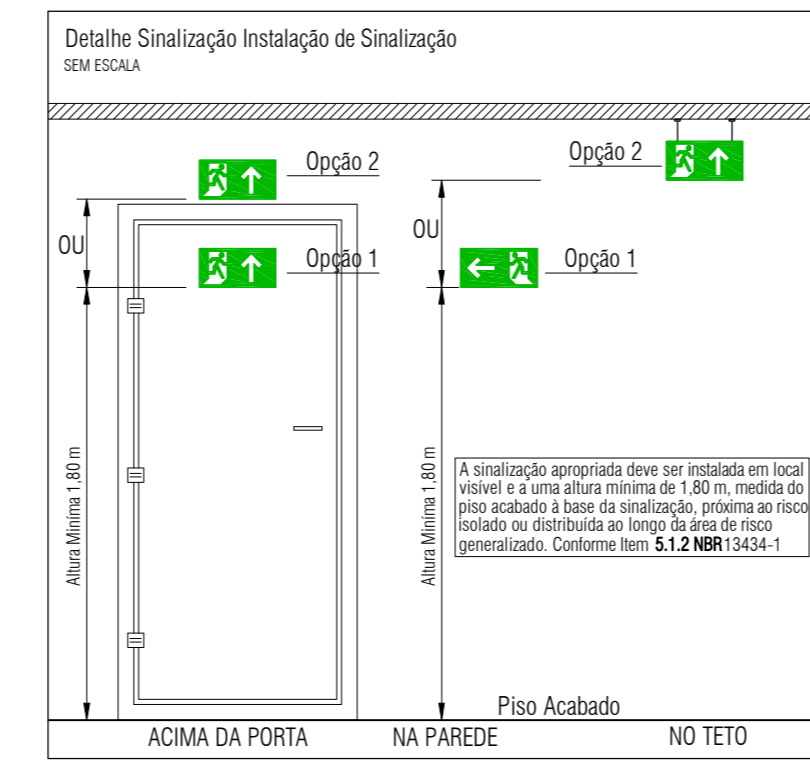 Detalhe Sinalização Instalação de Sinalização
SEM ESCALA
Opção 2
Opção 2
OU
OU
Opção 1
Opção 1
Altura Miníma 1,80 m
Altura Miníma 1,80 m
A sinalização apropriada deve ser instalada em local
visível e a uma altura mínima de 1,80 m, medida do
piso acabado à base da sinalização, próxima ao risco
isolado ou distribuída ao longo da área de risco
generalizado. Conforme Item 5.1.2 NBR13434-1
Piso Acabado
ACIMA DA PORTA
NA PAREDE
NO TETO